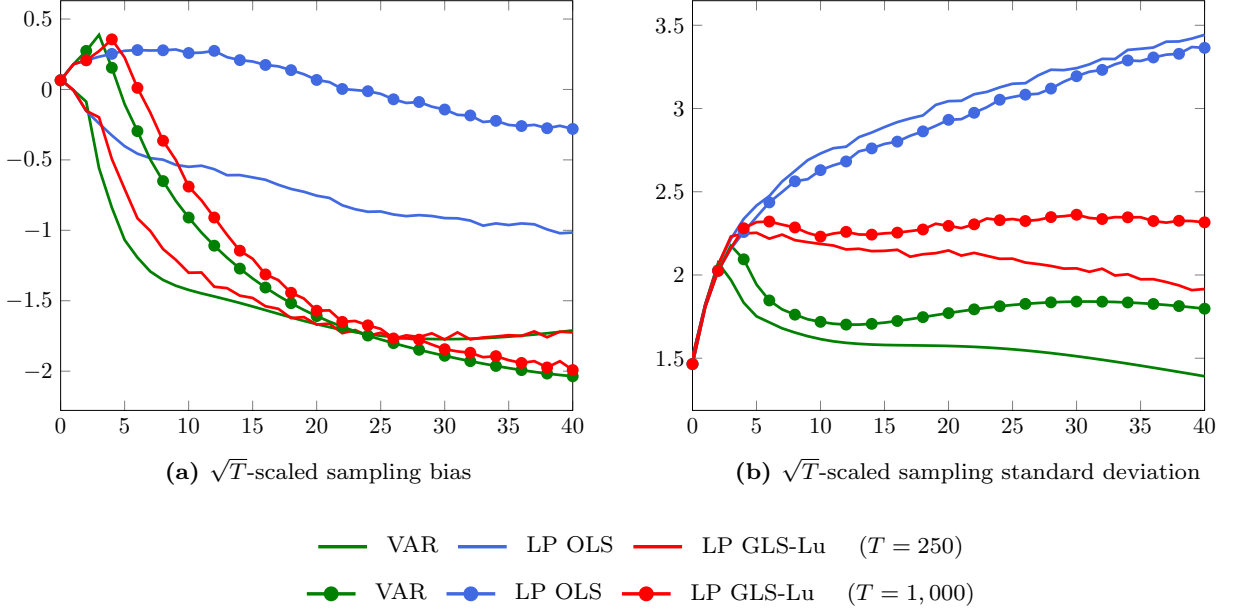 0.5
0
−0.5
−1
−1.5
−2
0 5 10 15 20 25 30 35 40
(a) √T-scaled sampling bias
3.5
3
2.5
2
1.5
0 5 10 15 20 25 30 35 40
(b) √T-scaled sampling standard deviation
VAR LP OLS LP GLS-Lu (T = 250)
VAR LP OLS LP GLS-Lu (T = 1,000)